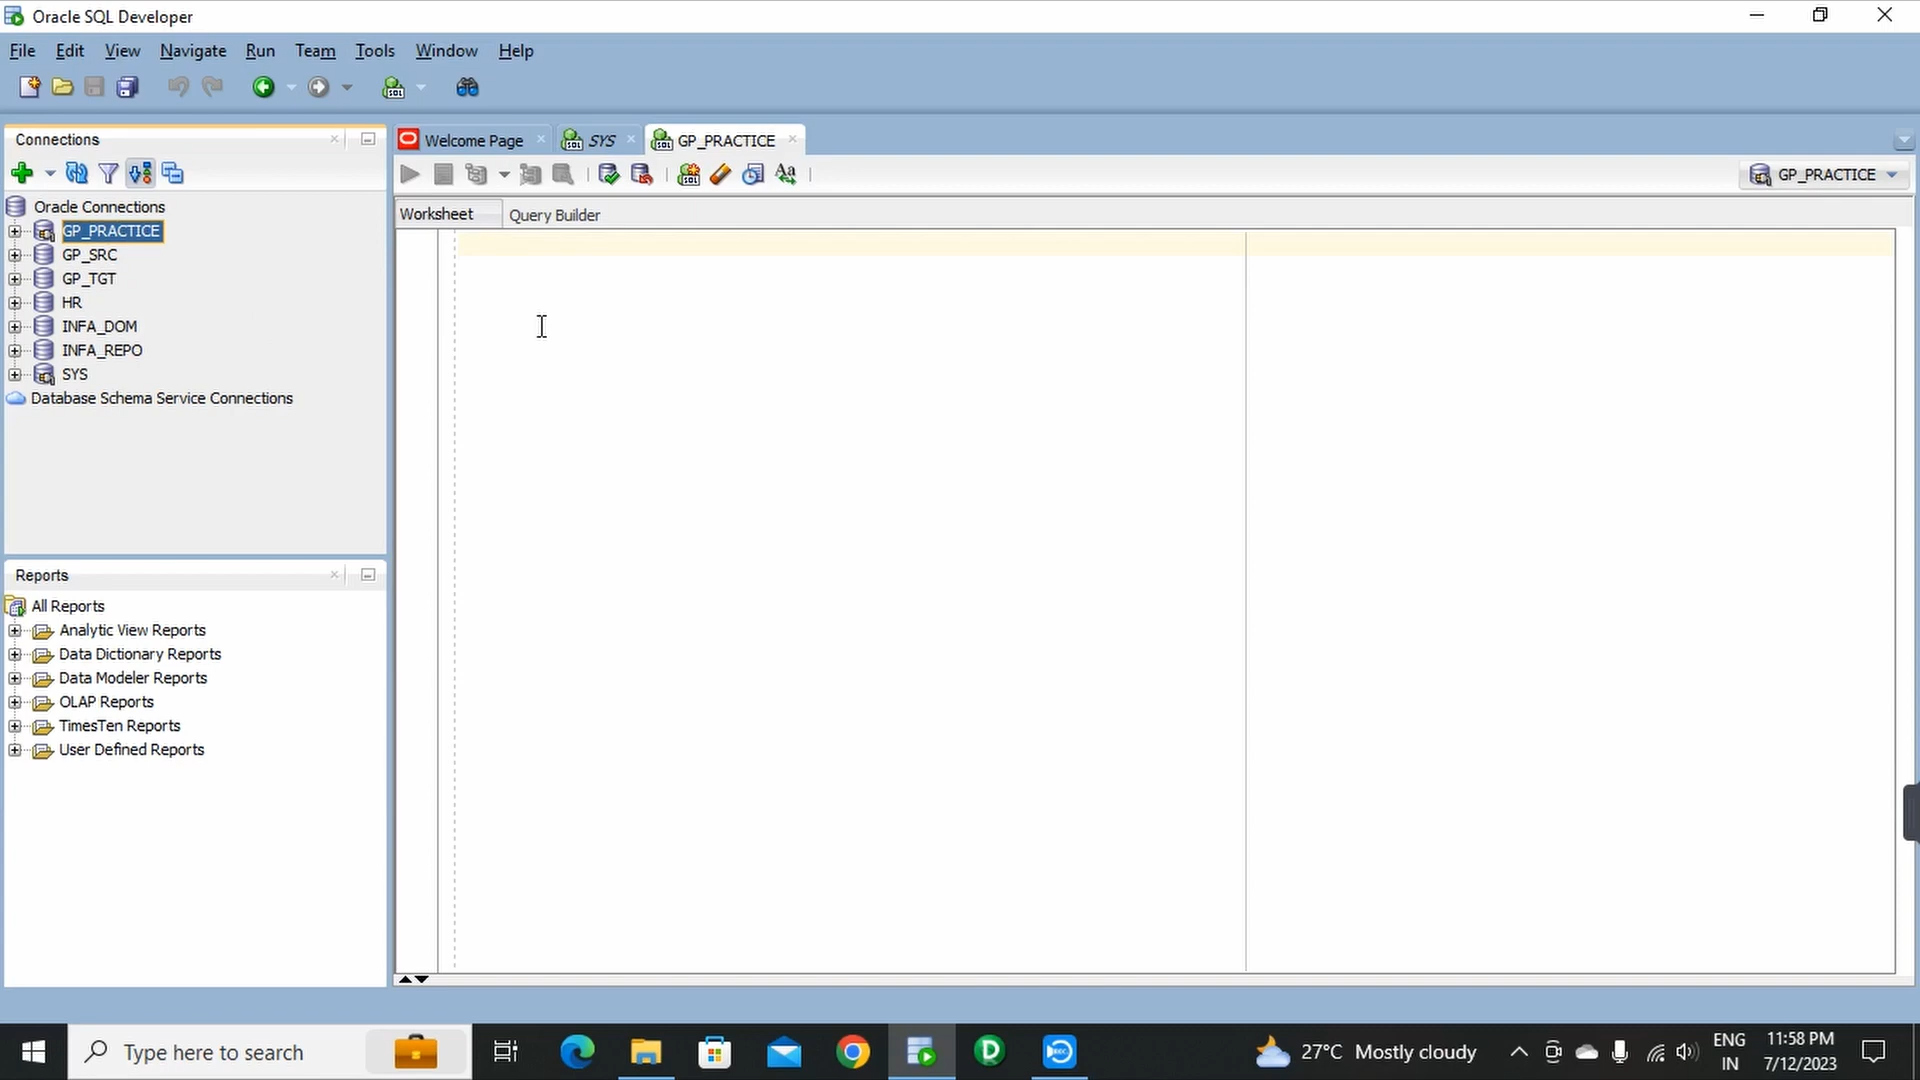 Oracle SQL Developer
File Edit View Navigate Run Team Tools Window Help
Connections
Oracle Connections
GP_PRACTICE
GP_SRC
GP_TGT
HR
INFA_DOM
INFA_REPO
SYS
Database Schema Service Connections
Reports
All Reports
Analytic View Reports
Data Dictionary Reports
Data Modeler Reports
OLAP Reports
TimesTen Reports
User Defined Reports
Welcome Page SYS GP_PRACTICE
GP_PRACTICE
Worksheet Query Builder
Type here to search
27°C Mostly cloudy
ENG
IN
11:58 PM
7/12/2023